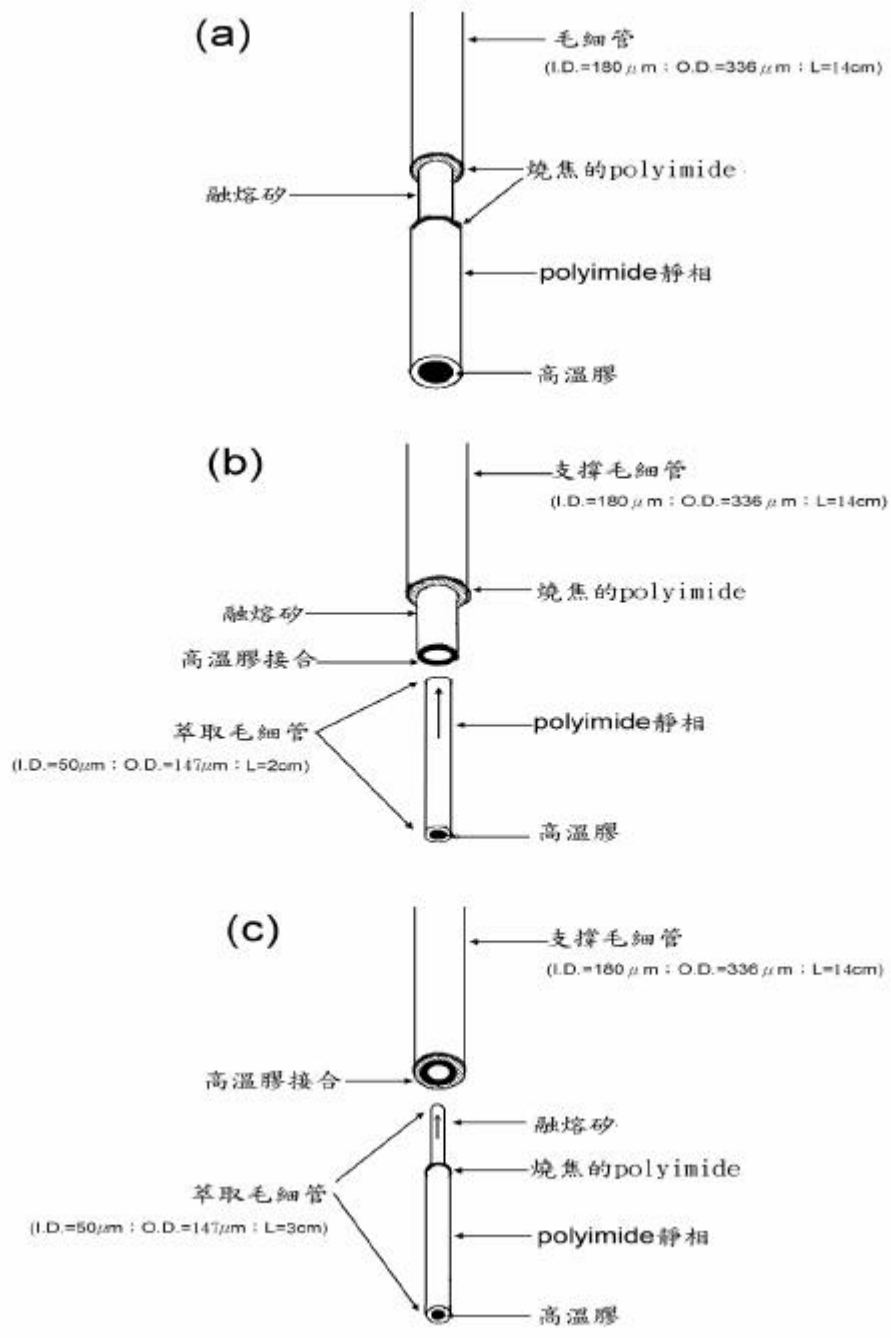 (a)
毛細管
(I.D.=180μm；O.D.=336μm；L=14cm)
燒焦的polyimide
融熔矽
polyimide靜相
高溫膠
(b)
支撐毛細管
(I.D.=180μm；O.D.=336μm；L=14cm)
燒焦的polyimide
融熔矽
高溫膠接合
萃取毛細管
(I.D.=50μm；O.D.=147μm；L=2cm)
polyimide靜相
高溫膠
(c)
支撐毛細管
(I.D.=180μm；O.D.=336μm；L=14cm)
高溫膠接合
融熔矽
燒焦的polyimide
萃取毛細管
(I.D.=50μm；O.D.=147μm；L=3cm)
polyimide靜相
高溫膠